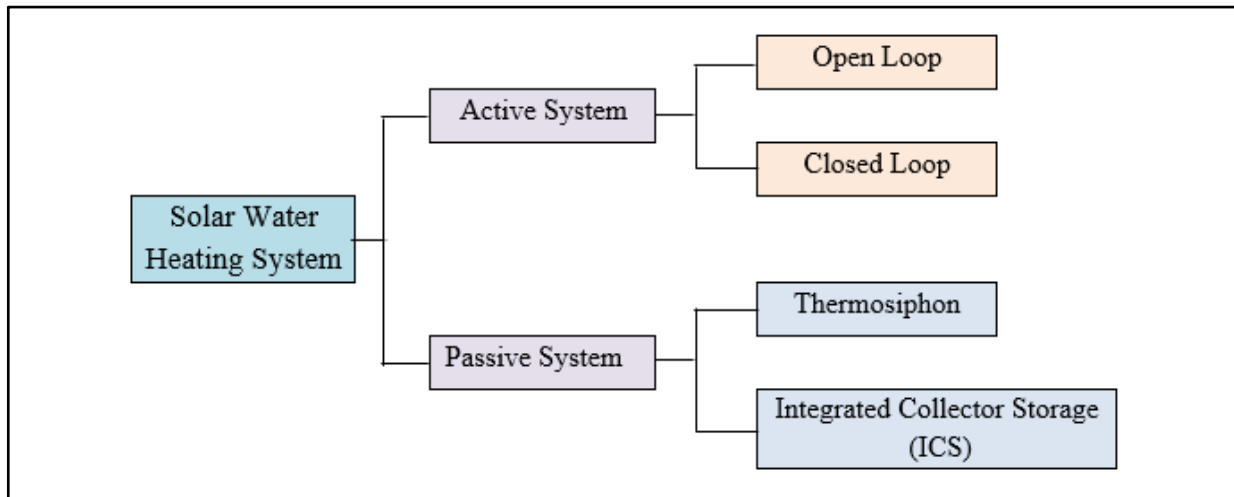 Solar Water
Heating System
Active System
Open Loop
Closed Loop
Passive System
Thermosiphon
Integrated Collector Storage
(ICS)